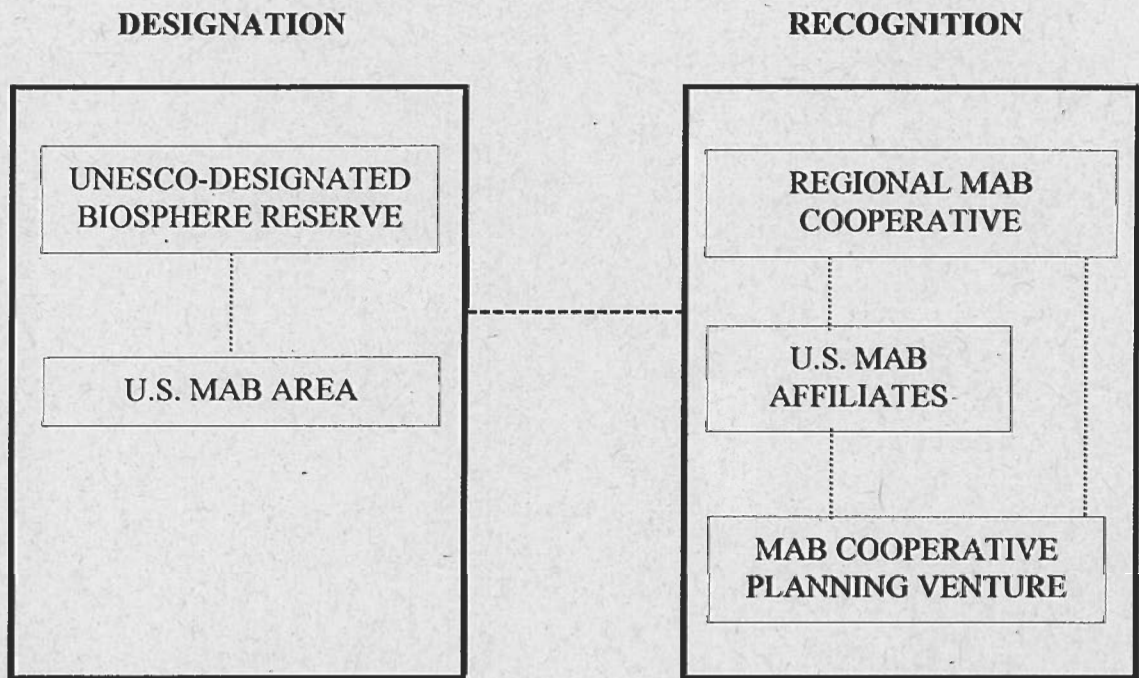 DESIGNATION
RECOGNITION
UNESCO-DESIGNATED
BIOSPHERE RESERVE
U.S. MAB AREA
REGIONAL MAB
COOPERATIVE
U.S. MAB
AFFILIATES
MAB COOPERATIVE
PLANNING VENTURE